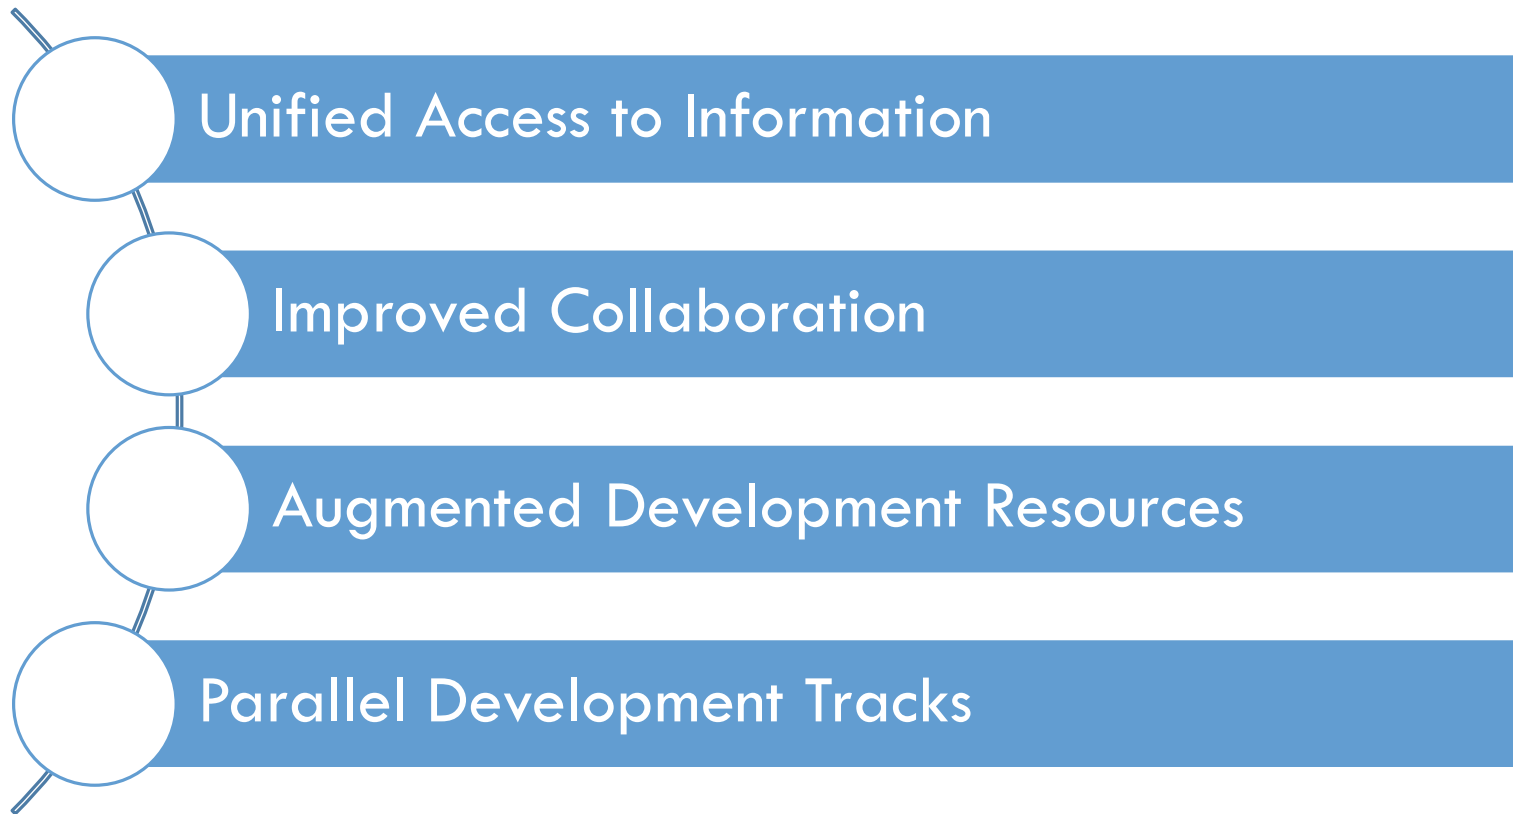 Unified Access to Information
Improved Collaboration
Augmented Development Resources
Parallel Development Tracks